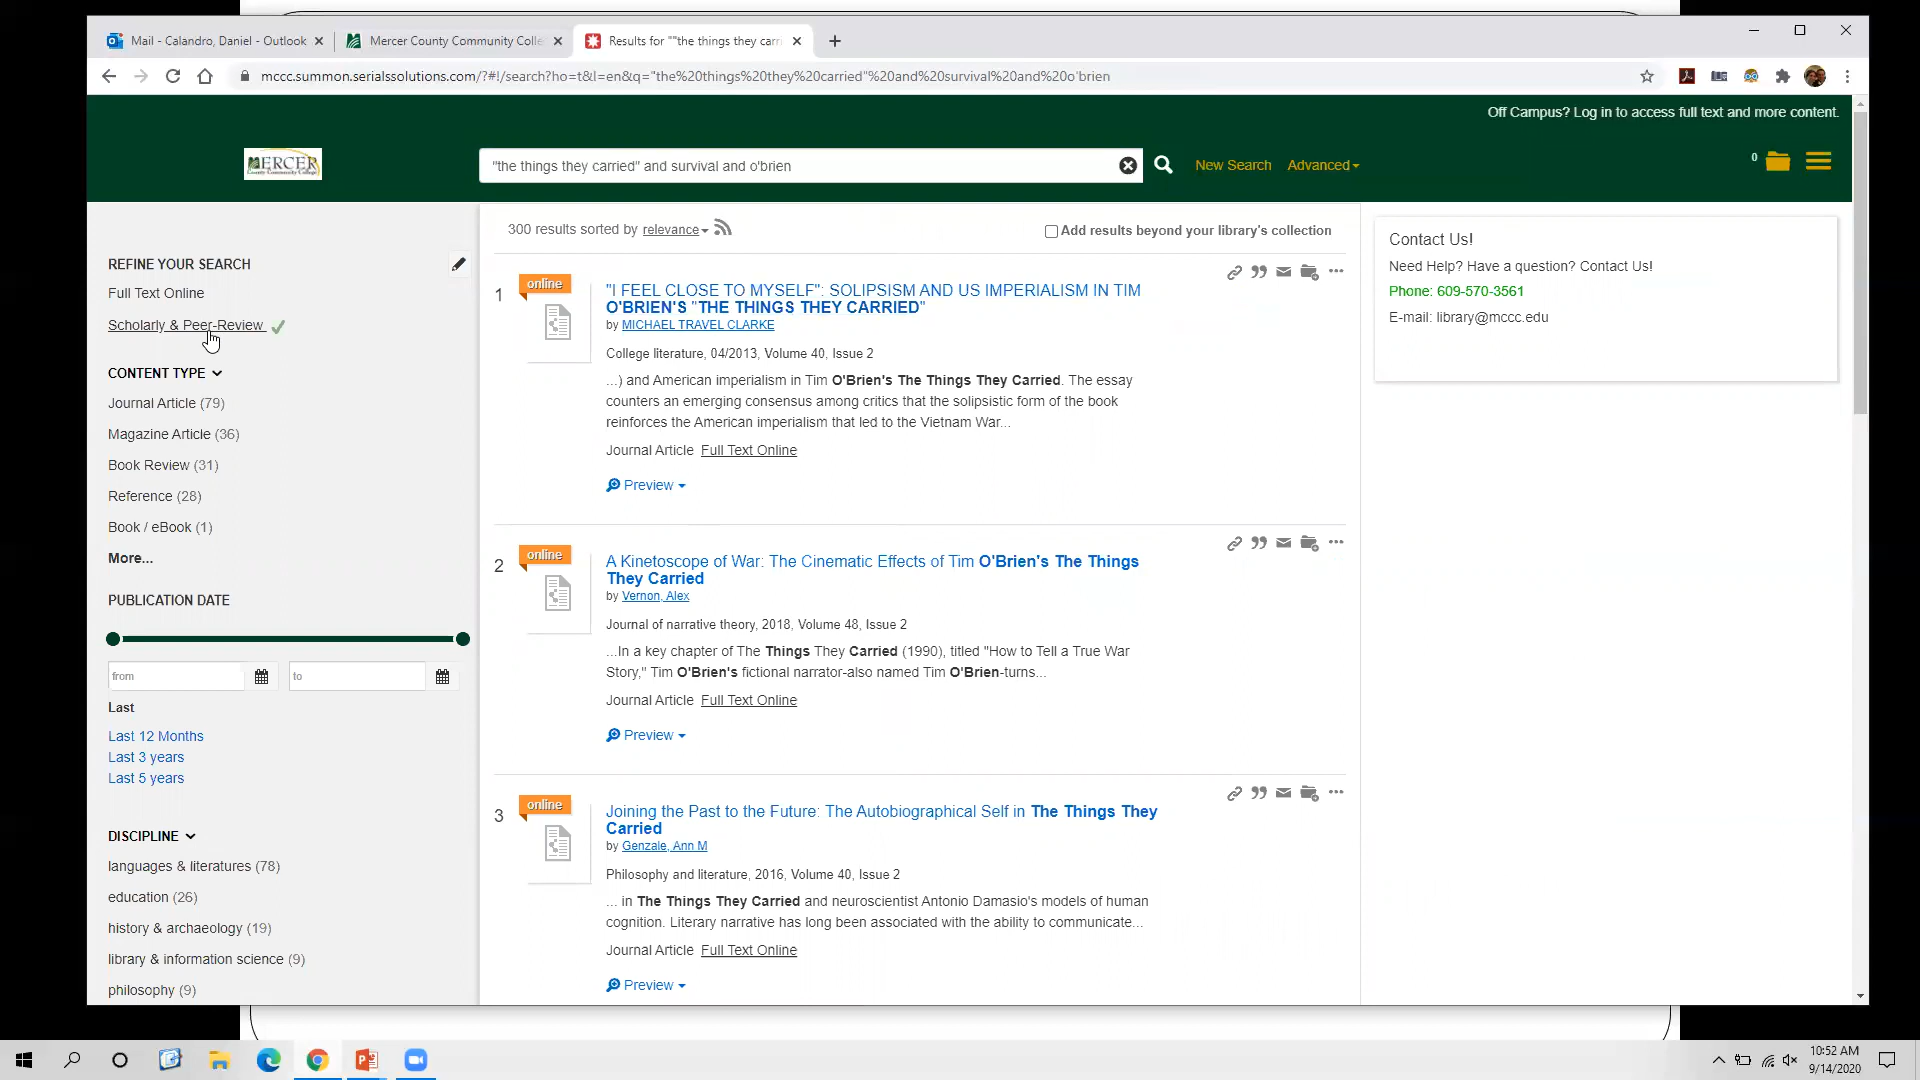 Mail - Calandro, Daniel - Outlook
Mercer County Community Colle
Results for ""the things they carri
mccc.summon.serialssolutions.com/?#!/search?ho=t&l=en&q="the%20things%20they%20carried"%20and%20survival%20and%20o'brien
Off Campus? Log in to access full text and more content.
MERCER
County Community College
"the things they carried" and survival and o'brien
New Search
Advanced
0
REFINE YOUR SEARCH
Full Text Online
Scholarly & Peer-Review
CONTENT TYPE
Journal Article (79)
Magazine Article (36)
Book Review (31)
Reference (28)
Book / eBook (1)
More...
PUBLICATION DATE
from
to
Last
Last 12 Months
Last 3 years
Last 5 years
DISCIPLINE
languages & literatures (78)
education (26)
history & archaeology (19)
library & information science (9)
philosophy (9)
300 results sorted by relevance
Add results beyond your library's collection
1
online
"I FEEL CLOSE TO MYSELF": SOLIPSISM AND US IMPERIALISM IN TIM
O'BRIEN'S "THE THINGS THEY CARRIED"
by MICHAEL TRAVEL CLARKE
College literature, 04/2013, Volume 40, Issue 2
...) and American imperialism in Tim O'Brien's The Things They Carried. The essay
counters an emerging consensus among critics that the solipsistic form of the book
reinforces the American imperialism that led to the Vietnam War...
Journal Article Full Text Online
Preview
2
online
A Kinetoscope of War: The Cinematic Effects of Tim O'Brien's The Things
They Carried
by Vernon, Alex
Journal of narrative theory, 2018, Volume 48, Issue 2
...In a key chapter of The Things They Carried (1990), titled "How to Tell a True War
Story," Tim O'Brien's fictional narrator-also named Tim O'Brien-turns...
Journal Article Full Text Online
Preview
3
online
Joining the Past to the Future: The Autobiographical Self in The Things They
Carried
by Genzale, Ann M
Philosophy and literature, 2016, Volume 40, Issue 2
... in The Things They Carried and neuroscientist Antonio Damasio's models of human
cognition. Literary narrative has long been associated with the ability to communicate...
Journal Article Full Text Online
Preview
Contact Us!
Need Help? Have a question? Contact Us!
Phone: 609-570-3561
E-mail: library@mccc.edu
10:52 AM
9/14/2020